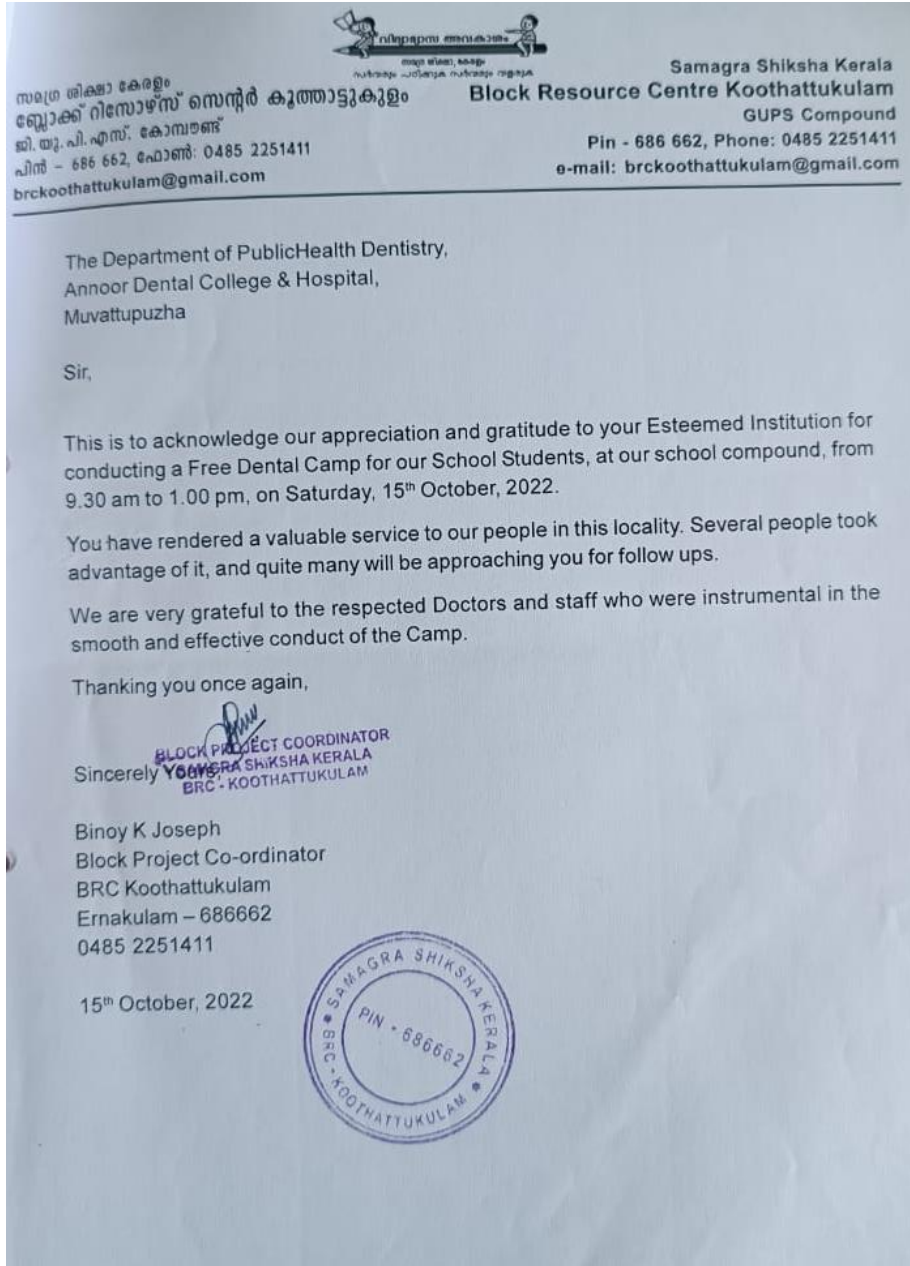 വിദ്യാഭ്യാസ അവകാശം
സമഗ്ര ശിക്ഷാ, കേരളം
സർവരും പഠിക്കുക സർവരും വളരുക
സമഗ്ര ശിക്ഷാ കേരളം
ബ്ലോക്ക് റിസോഴ്സ് സെന്റർ കൂത്താട്ടുകുളം
ജി.യു.പി.എസ്. കോമ്പൗണ്ട്
പിൻ - 686 662, ഫോൺ: 0485 2251411
brckoothattukulam@gmail.com
Samagra Shiksha Kerala
Block Resource Centre Koothattukulam
GUPS Compound
Pin - 686 662, Phone: 0485 2251411
e-mail: brckoothattukulam@gmail.com
The Department of PublicHealth Dentistry,
Annoor Dental College & Hospital,
Muvattupuzha
Sir,
This is to acknowledge our appreciation and gratitude to your Esteemed Institution for
conducting a Free Dental Camp for our School Students, at our school compound, from
9.30 am to 1.00 pm, on Saturday, 15th October, 2022.
You have rendered a valuable service to our people in this locality. Several people took
advantage of it, and quite many will be approaching you for follow ups.
We are very grateful to the respected Doctors and staff who were instrumental in the
smooth and effective conduct of the Camp.
Thanking you once again,
BLOCK PROJECT COORDINATOR
SAMAGRA SHIKSHA KERALA
BRC - KOOTHATTUKULAM
Sincerely Yours,
Binoy K Joseph
Block Project Co-ordinator
BRC Koothattukulam
Ernakulam – 686662
0485 2251411
15th October, 2022
SAMAGRA SHIKSHA KERALA
BRC - KOOTHATTUKULAM
PIN - 686662